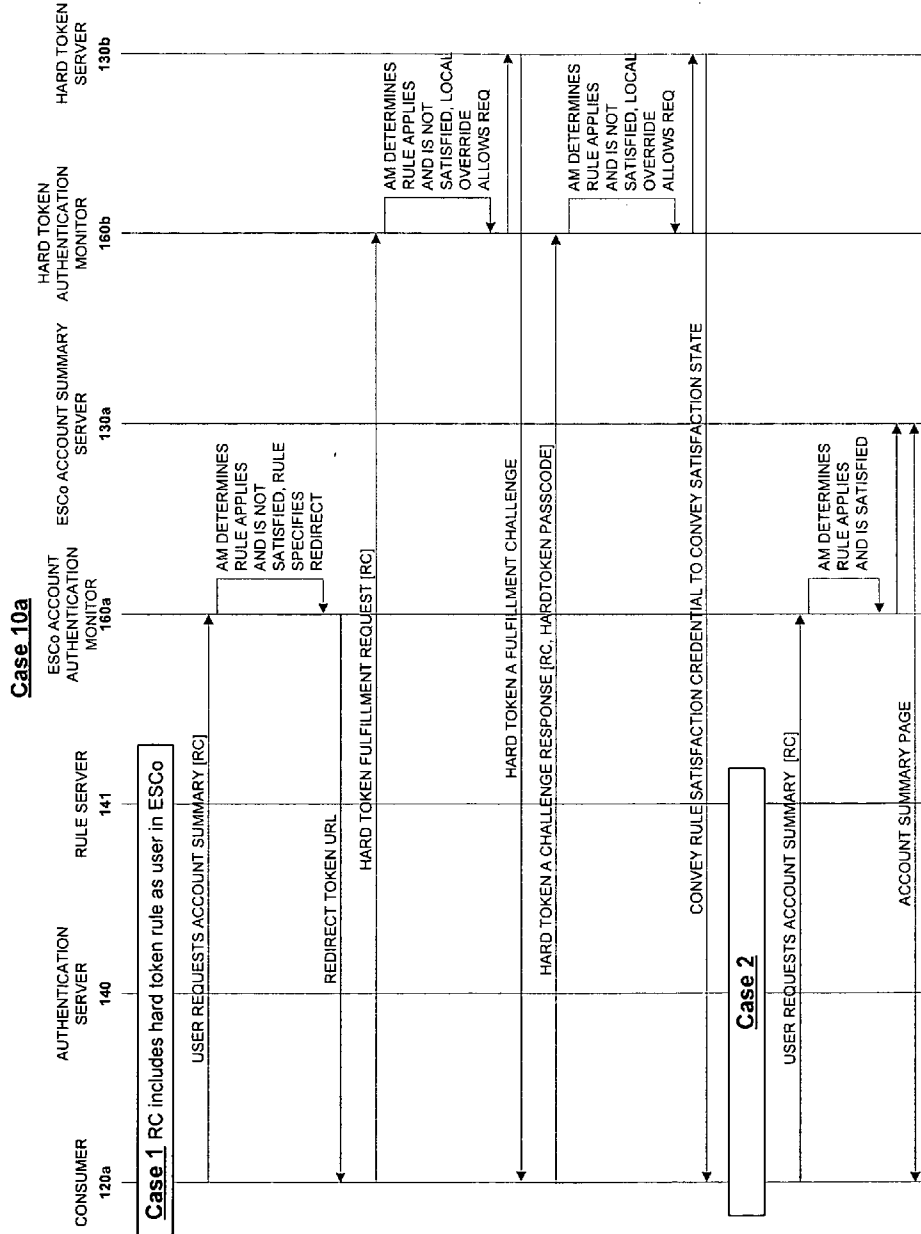 Case 10a
CONSUMER
120a
AUTHENTICATION
SERVER
140
RULE SERVER
141
ESCo ACCOUNT
AUTHENTICATION
MONITOR
160a
ESCo ACCOUNT SUMMARY
SERVER
130a
HARD TOKEN
AUTHENTICATION
MONITOR
160b
HARD TOKEN
SERVER
130b
Case 1 RC includes hard token rule as user in ESCo
USER REQUESTS ACCOUNT SUMMARY [RC]
AM DETERMINES
RULE APPLIES
AND IS NOT
SATISFIED, RULE
SPECIFIES
REDIRECT
REDIRECT TOKEN URL
HARD TOKEN FULFILLMENT REQUEST [RC]
AM DETERMINES
RULE APPLIES
AND IS NOT
SATISFIED, LOCAL
OVERRIDE
ALLOWS REQ
HARD TOKEN A FULFILLMENT CHALLENGE
HARD TOKEN A CHALLENGE RESPONSE [RC, HARDTOKEN PASSCODE]
AM DETERMINES
RULE APPLIES
AND IS NOT
SATISFIED, LOCAL
OVERRIDE
ALLOWS REQ
CONVEY RULE SATISFACTION CREDENTIAL TO CONVEY SATISFACTION STATE
Case 2
USER REQUESTS ACCOUNT SUMMARY [RC]
AM DETERMINES
RULE APPLIES
AND IS SATISFIED
ACCOUNT SUMMARY PAGE